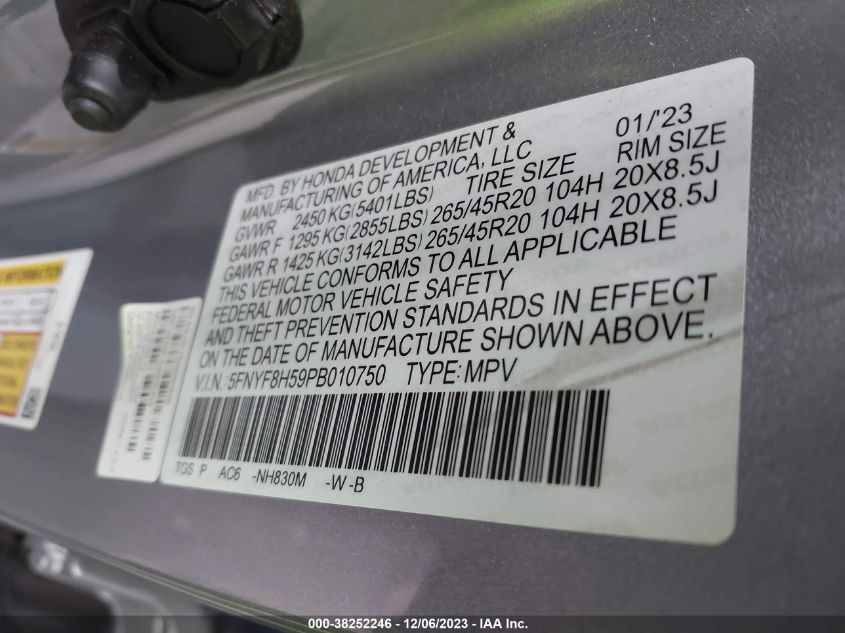 MFD. BY HONDA DEVELOPMENT &
MANUFACTURING OF AMERICA, LLC 01/'23
GVWR 2450 KG(5401LBS) TIRE SIZE RIM SIZE
GAWR F 1295 KG(2855LBS) 265/45R20 104H 20X8.5J
GAWR R 1425 KG(3142LBS) 265/45R20 104H 20X8.5J
THIS VEHICLE CONFORMS TO ALL APPLICABLE
FEDERAL MOTOR VEHICLE SAFETY
AND THEFT PREVENTION STANDARDS IN EFFECT
ON THE DATE OF MANUFACTURE SHOWN ABOVE.
V.I.N.:5FNYF8H59PB010750 TYPE:MPV
TGS P AC6 -NH830M -W-B
000-38252246 - 12/06/2023 - IAA Inc.